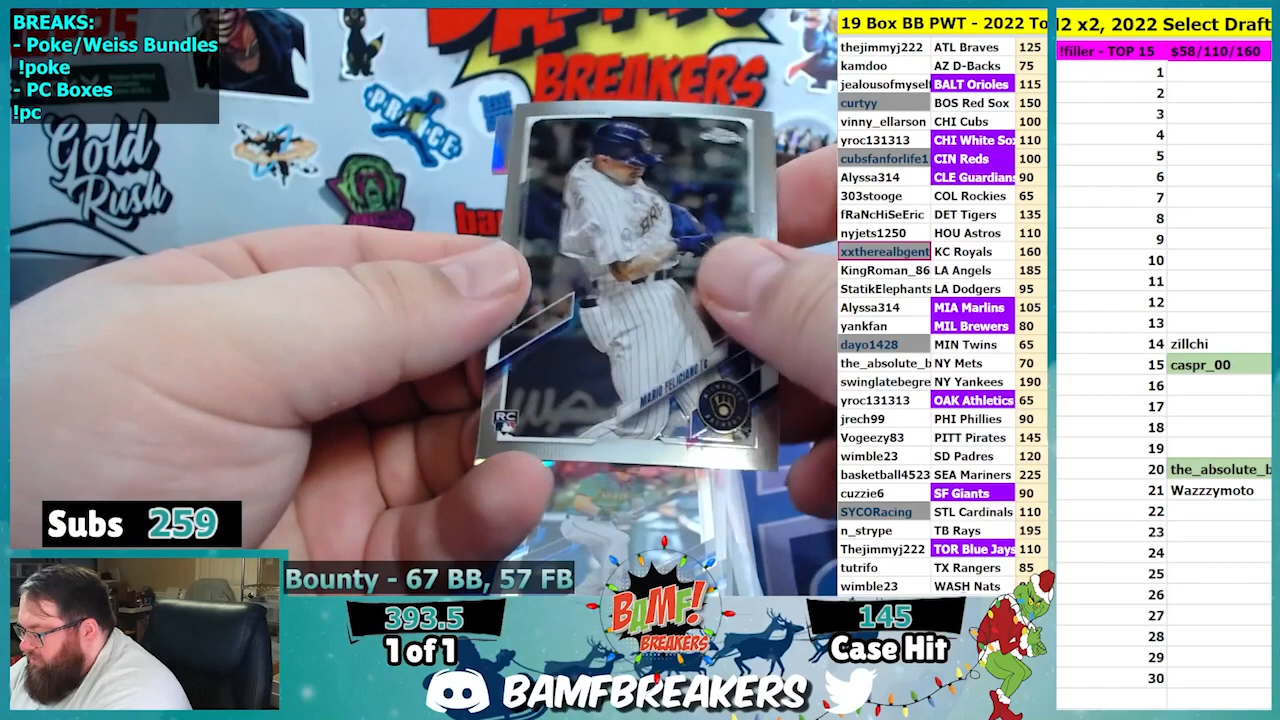 BREAKS:
- Poke/Weiss Bundles
!poke
- PC Boxes
!pc
BREAKERS
Gold
Rush
PRINCE
MARIO FELICIANO | C
RC
Subs 259
Bounty - 67 BB, 57 FB
393.5
1 of 1
BAMF!
BREAKERS
145
Case Hit
BAMFBREAKERS
19 Box BB PWT - 2022 To
thejimmyj222 ATL Braves 125
kamdoo AZ D-Backs 75
jealousofmysel BALT Orioles 115
curtyy BOS Red Sox 150
vinny_ellarson CHI Cubs 100
yroc131313 CHI White Sox 110
cubsfanforlife1 CIN Reds 100
Alyssa314 CLE Guardians 90
303stooge COL Rockies 65
fRaNcHiSeEric DET Tigers 135
nyjets1250 HOU Astros 110
xxtherealbgent KC Royals 160
KingRoman_86 LA Angels 185
StatikElephants LA Dodgers 95
Alyssa314 MIA Marlins 105
yankfan MIL Brewers 80
dayo1428 MIN Twins 65
the_absolute_b NY Mets 70
swinglatebegre NY Yankees 190
yroc131313 OAK Athletics 65
jrech99 PHI Phillies 90
Vogeezy83 PITT Pirates 145
wimble23 SD Padres 120
basketball4523 SEA Mariners 225
cuzzie6 SF Giants 90
SYCORacing STL Cardinals 110
n_strype TB Rays 195
Thejimmyj222 TOR Blue Jays 110
tutrifo TX Rangers 85
wimble23 WASH Nats
l2 x2, 2022 Select Draft
!filler - TOP 15 $58/110/160
1
2
3
4
5
6
7
8
9
10
11
12
13
14 zillchi
15 caspr_00
16
17
18
19
20 the_absolute_b
21 Wazzzymoto
22
23
24
25
26
27
28
29
30